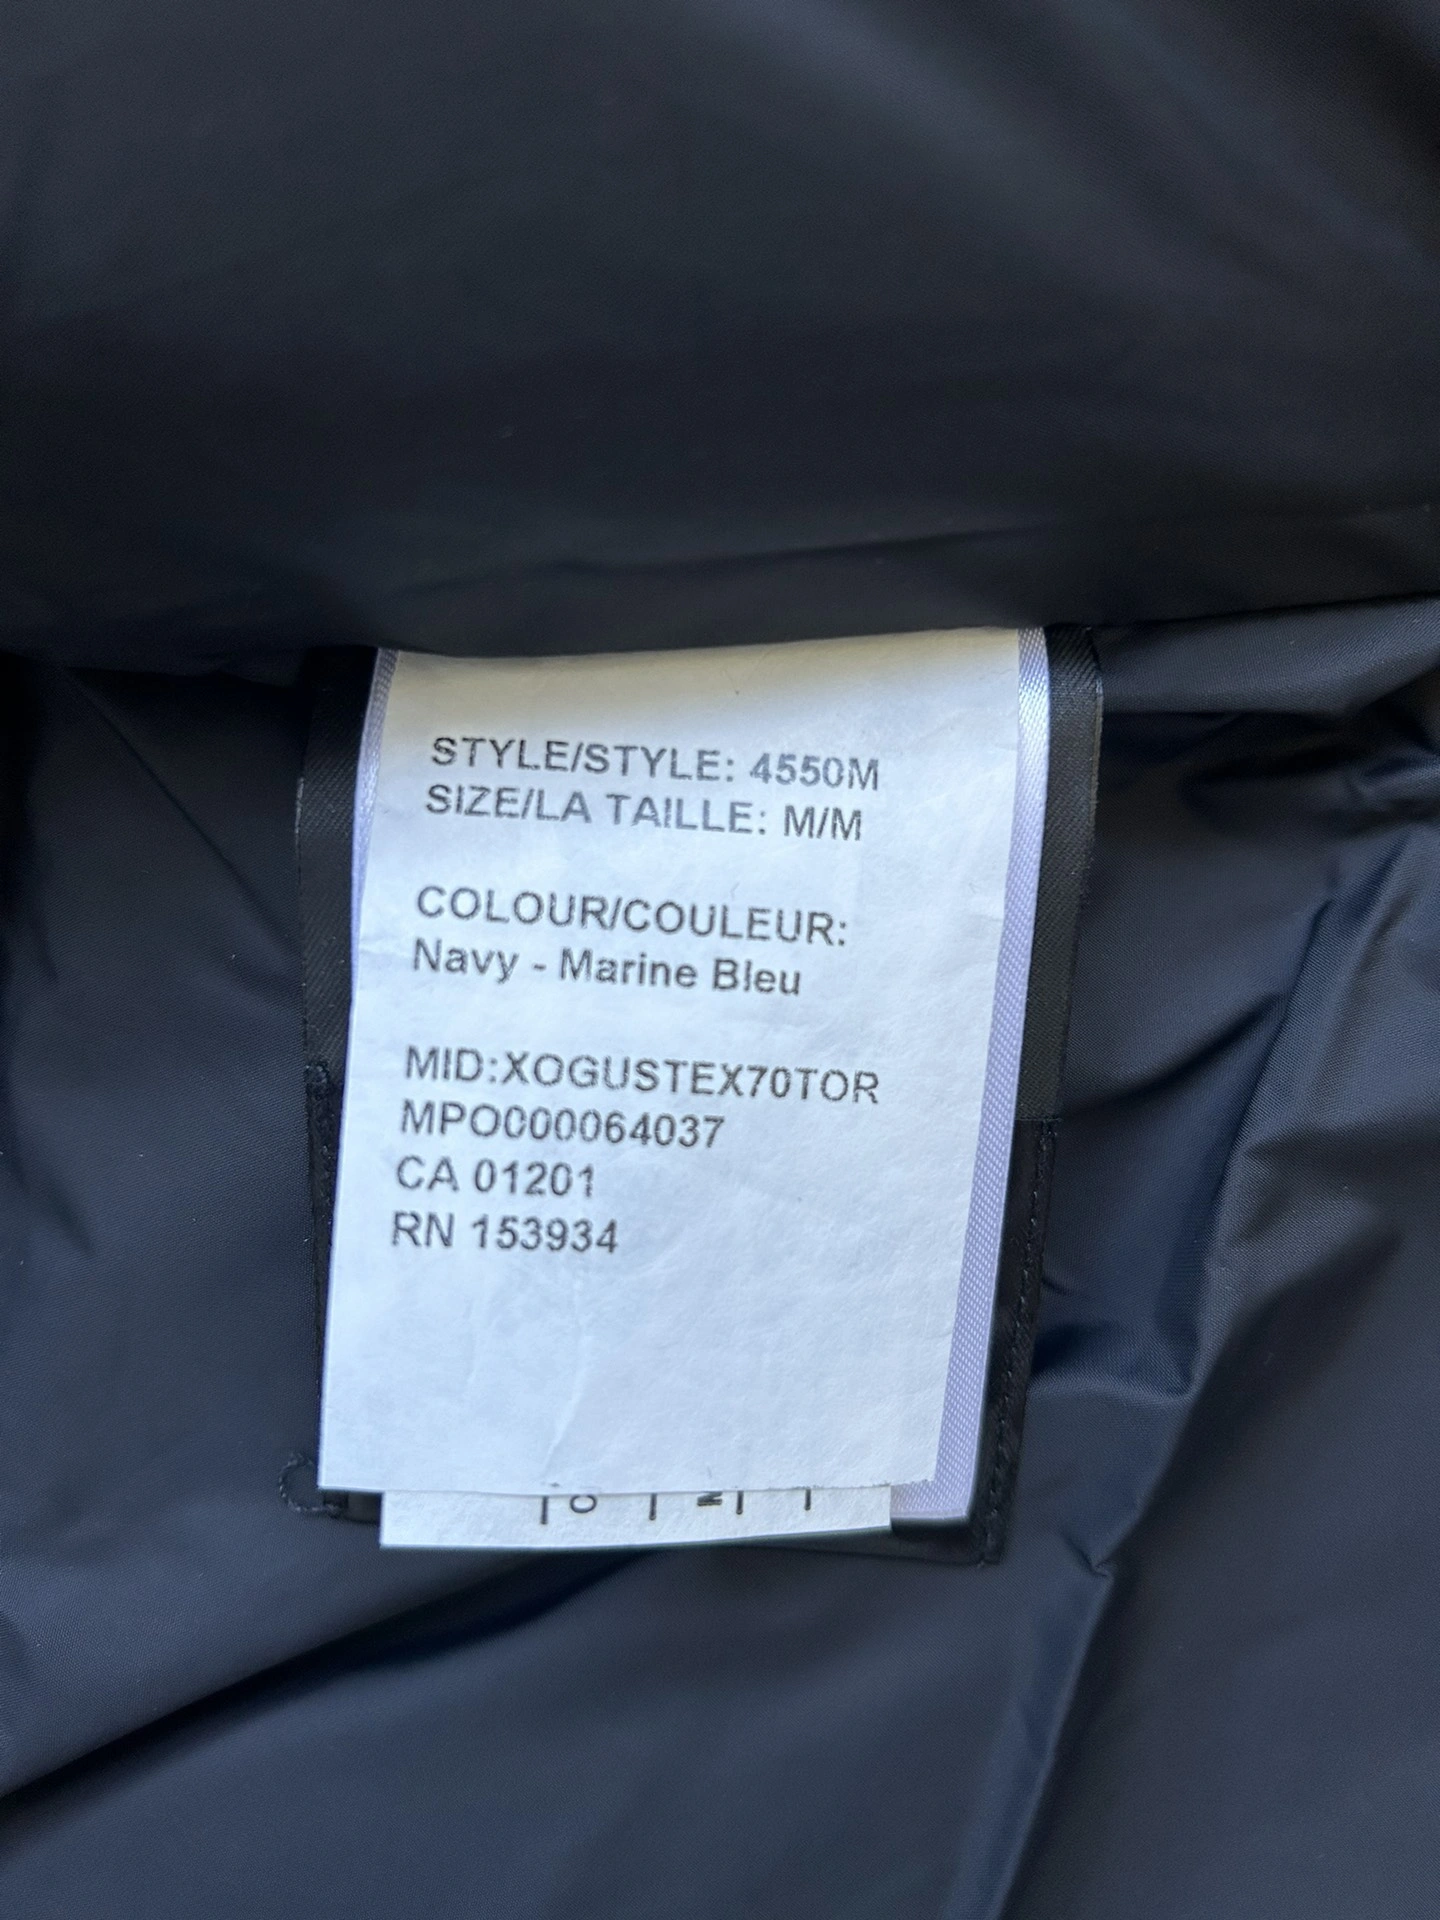 STYLE/STYLE: 4550M
SIZE/LA TAILLE: M/M
COLOUR/COULEUR:
Navy - Marine Bleu
MID:XOGUSTEX70TOR
MPO000064037
CA 01201
RN 153934